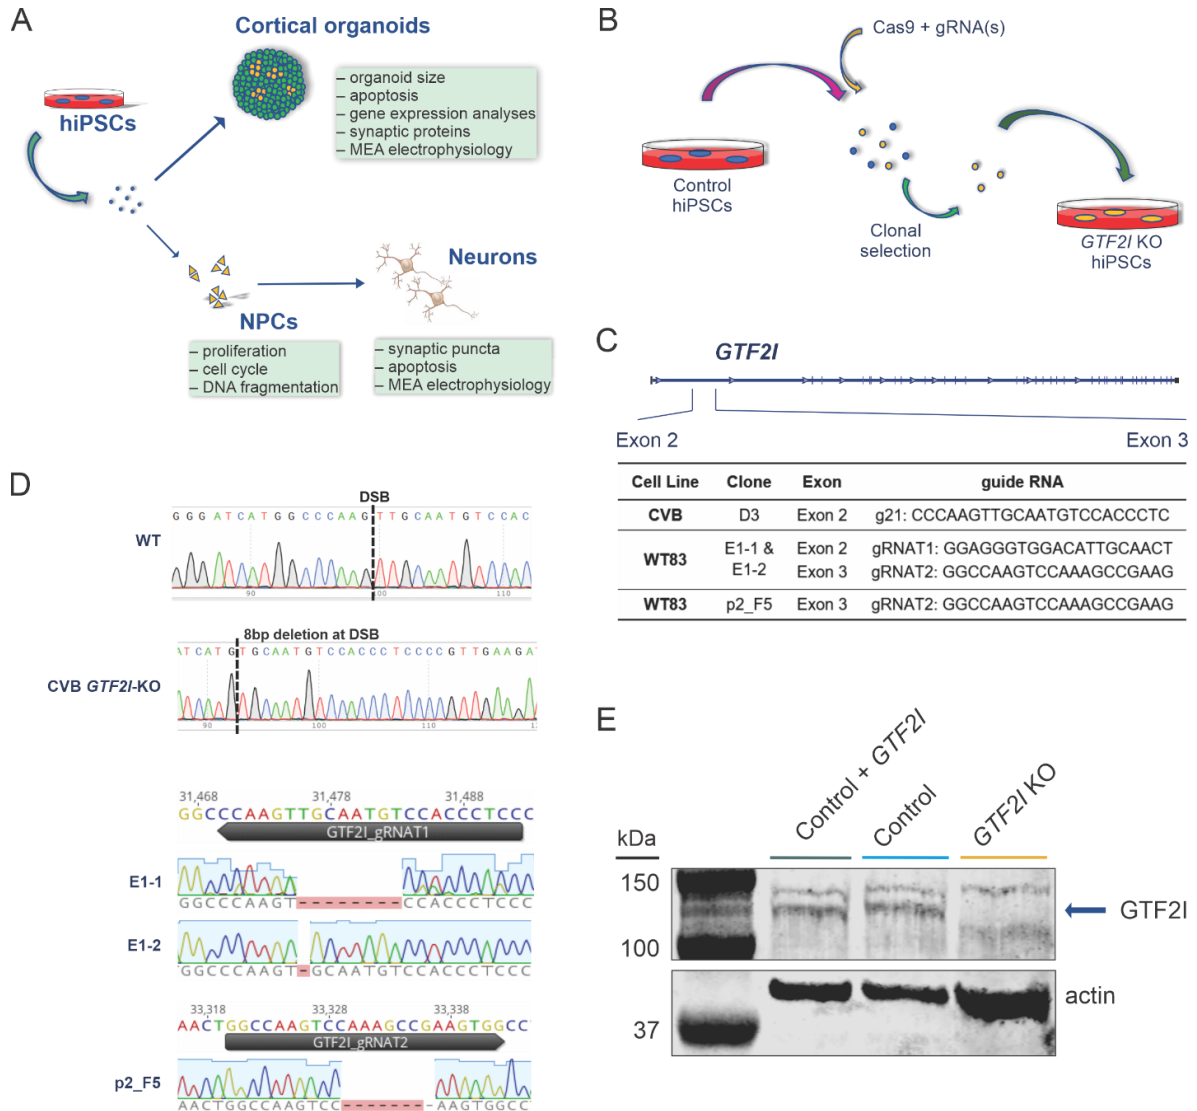 A
Cortical organoids
hiPSCs
– organoid size
– apoptosis
– gene expression analyses
– synaptic proteins
– MEA electrophysiology
Neurons
NPCs
– proliferation
– cell cycle
– DNA fragmentation
– synaptic puncta
– apoptosis
– MEA electrophysiology
B
Cas9 + gRNA(s)
Control
hiPSCs
Clonal
selection
GTF2I KO
hiPSCs
C
GTF2I
Exon 2 Exon 3
Cell Line Clone Exon guide RNA
CVB D3 Exon 2 g21: CCCAAGTTGCAATGTCCACCCTC
WT83 E1-1 & E1-2 Exon 2 gRNAT1: GGAGGGTGGACATTGCAACT
Exon 3 gRNAT2: GGCCAAGTCCAAAGCCGAAG
WT83 p2_F5 Exon 3 gRNAT2: GGCCAAGTCCAAAGCCGAAG
D
DSB
GGGATCATGGCCCAAGTTGCAATGTCCAC
WT
90 100 110
8bp deletion at DSB
ATCATGTGCAATGTCCACCCTCCCCGTTGAAGA
CVB GTF2I-KO
90 100 110
31,468 31,478 31,488
GGCCCAAGTTGCAATGTCCACCCTCCC
GTF2I_gRNAT1
E1-1
GGCCCAAGT--------CCACCCTCCC
E1-2
GGCCCAAGT-GCAATGTCCACCCTCCC
33,318 33,328 33,338
AACTGGCCAAGTCCAAAGCCGAAGTGGCC
GTF2I_gRNAT2
p2_F5
AACTGGCCAAGTCC--------AAGTGGCC
E
kDa
Control + GTF2I
Control
GTF2I KO
150
GTF2I
100
actin
37